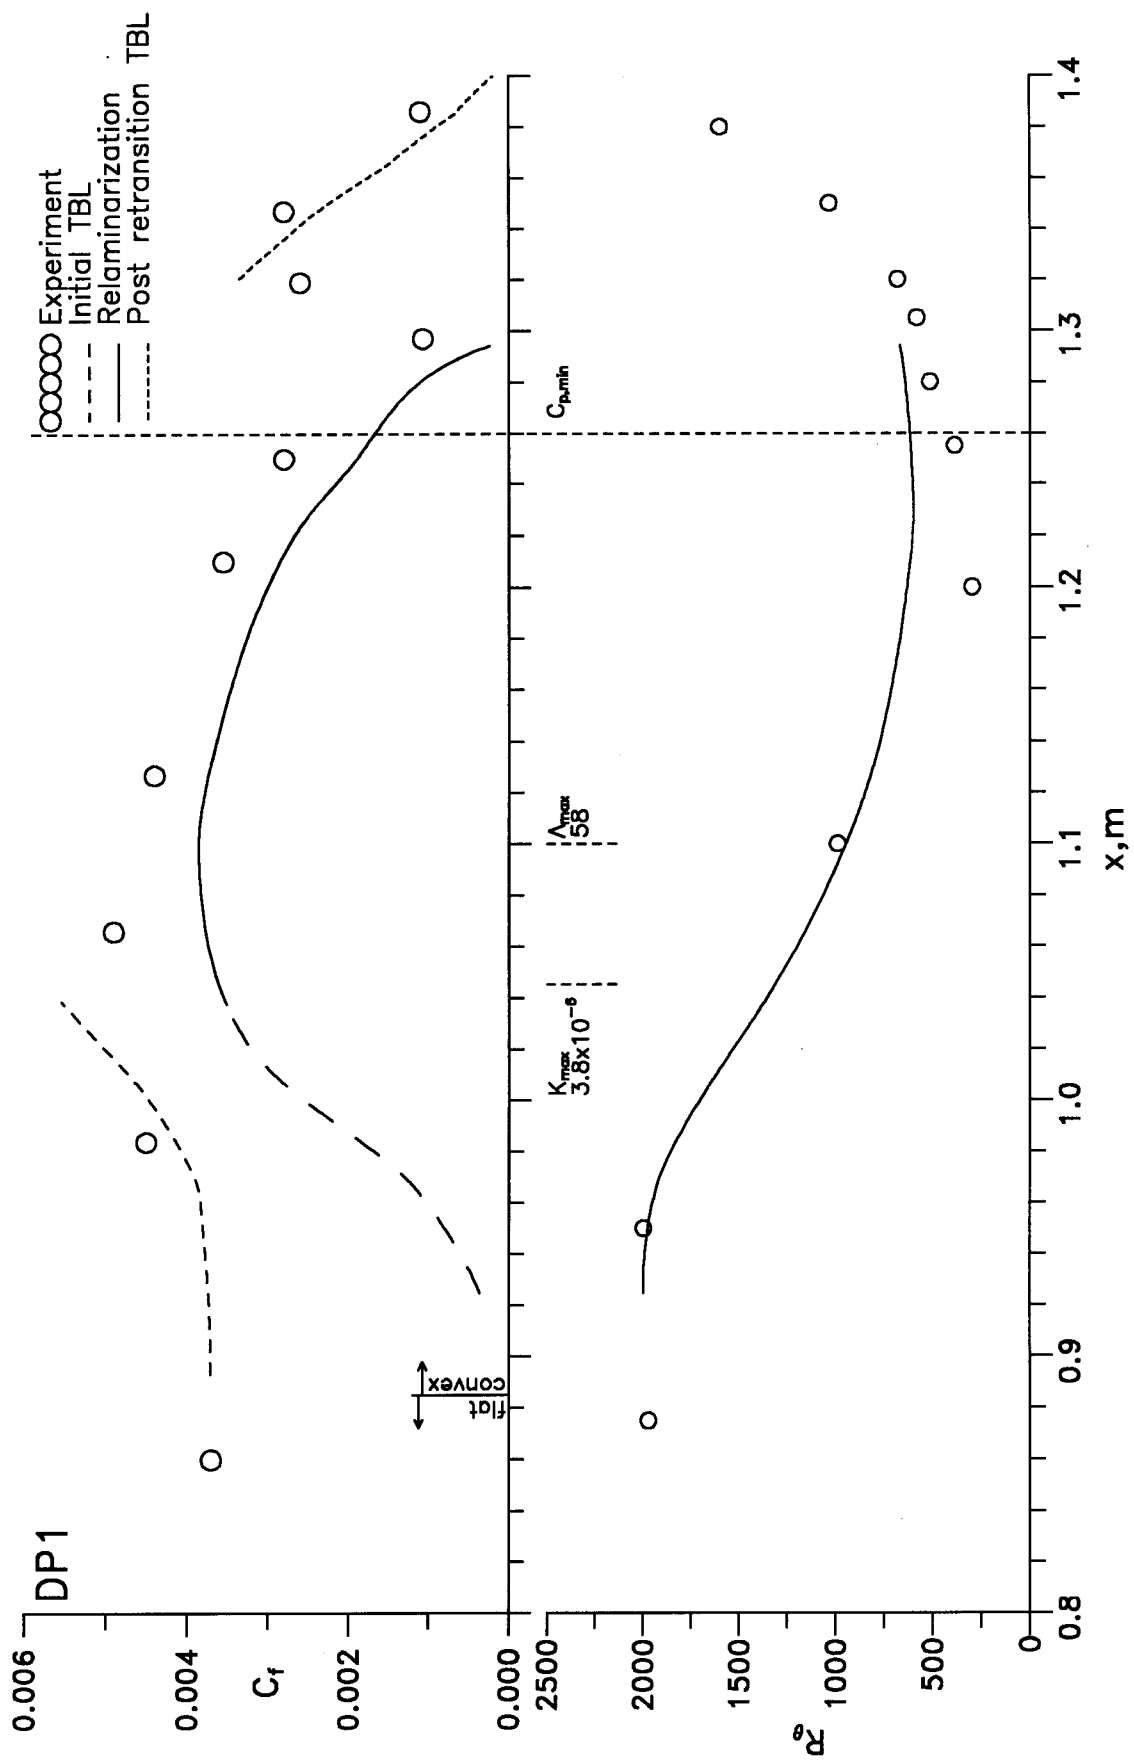 DP1
○○○○○ Experiment
Initial TBL
Relaminarization
Post retransition TBL
0.006
0.004
C_f
0.002
0.000
flat
convex
K_max
3.8x10^-6
Λ_max
58
C_p,min
2500
2000
1500
R_θ
1000
500
0
0.8
0.9
1.0
1.1
1.2
1.3
1.4
x,m